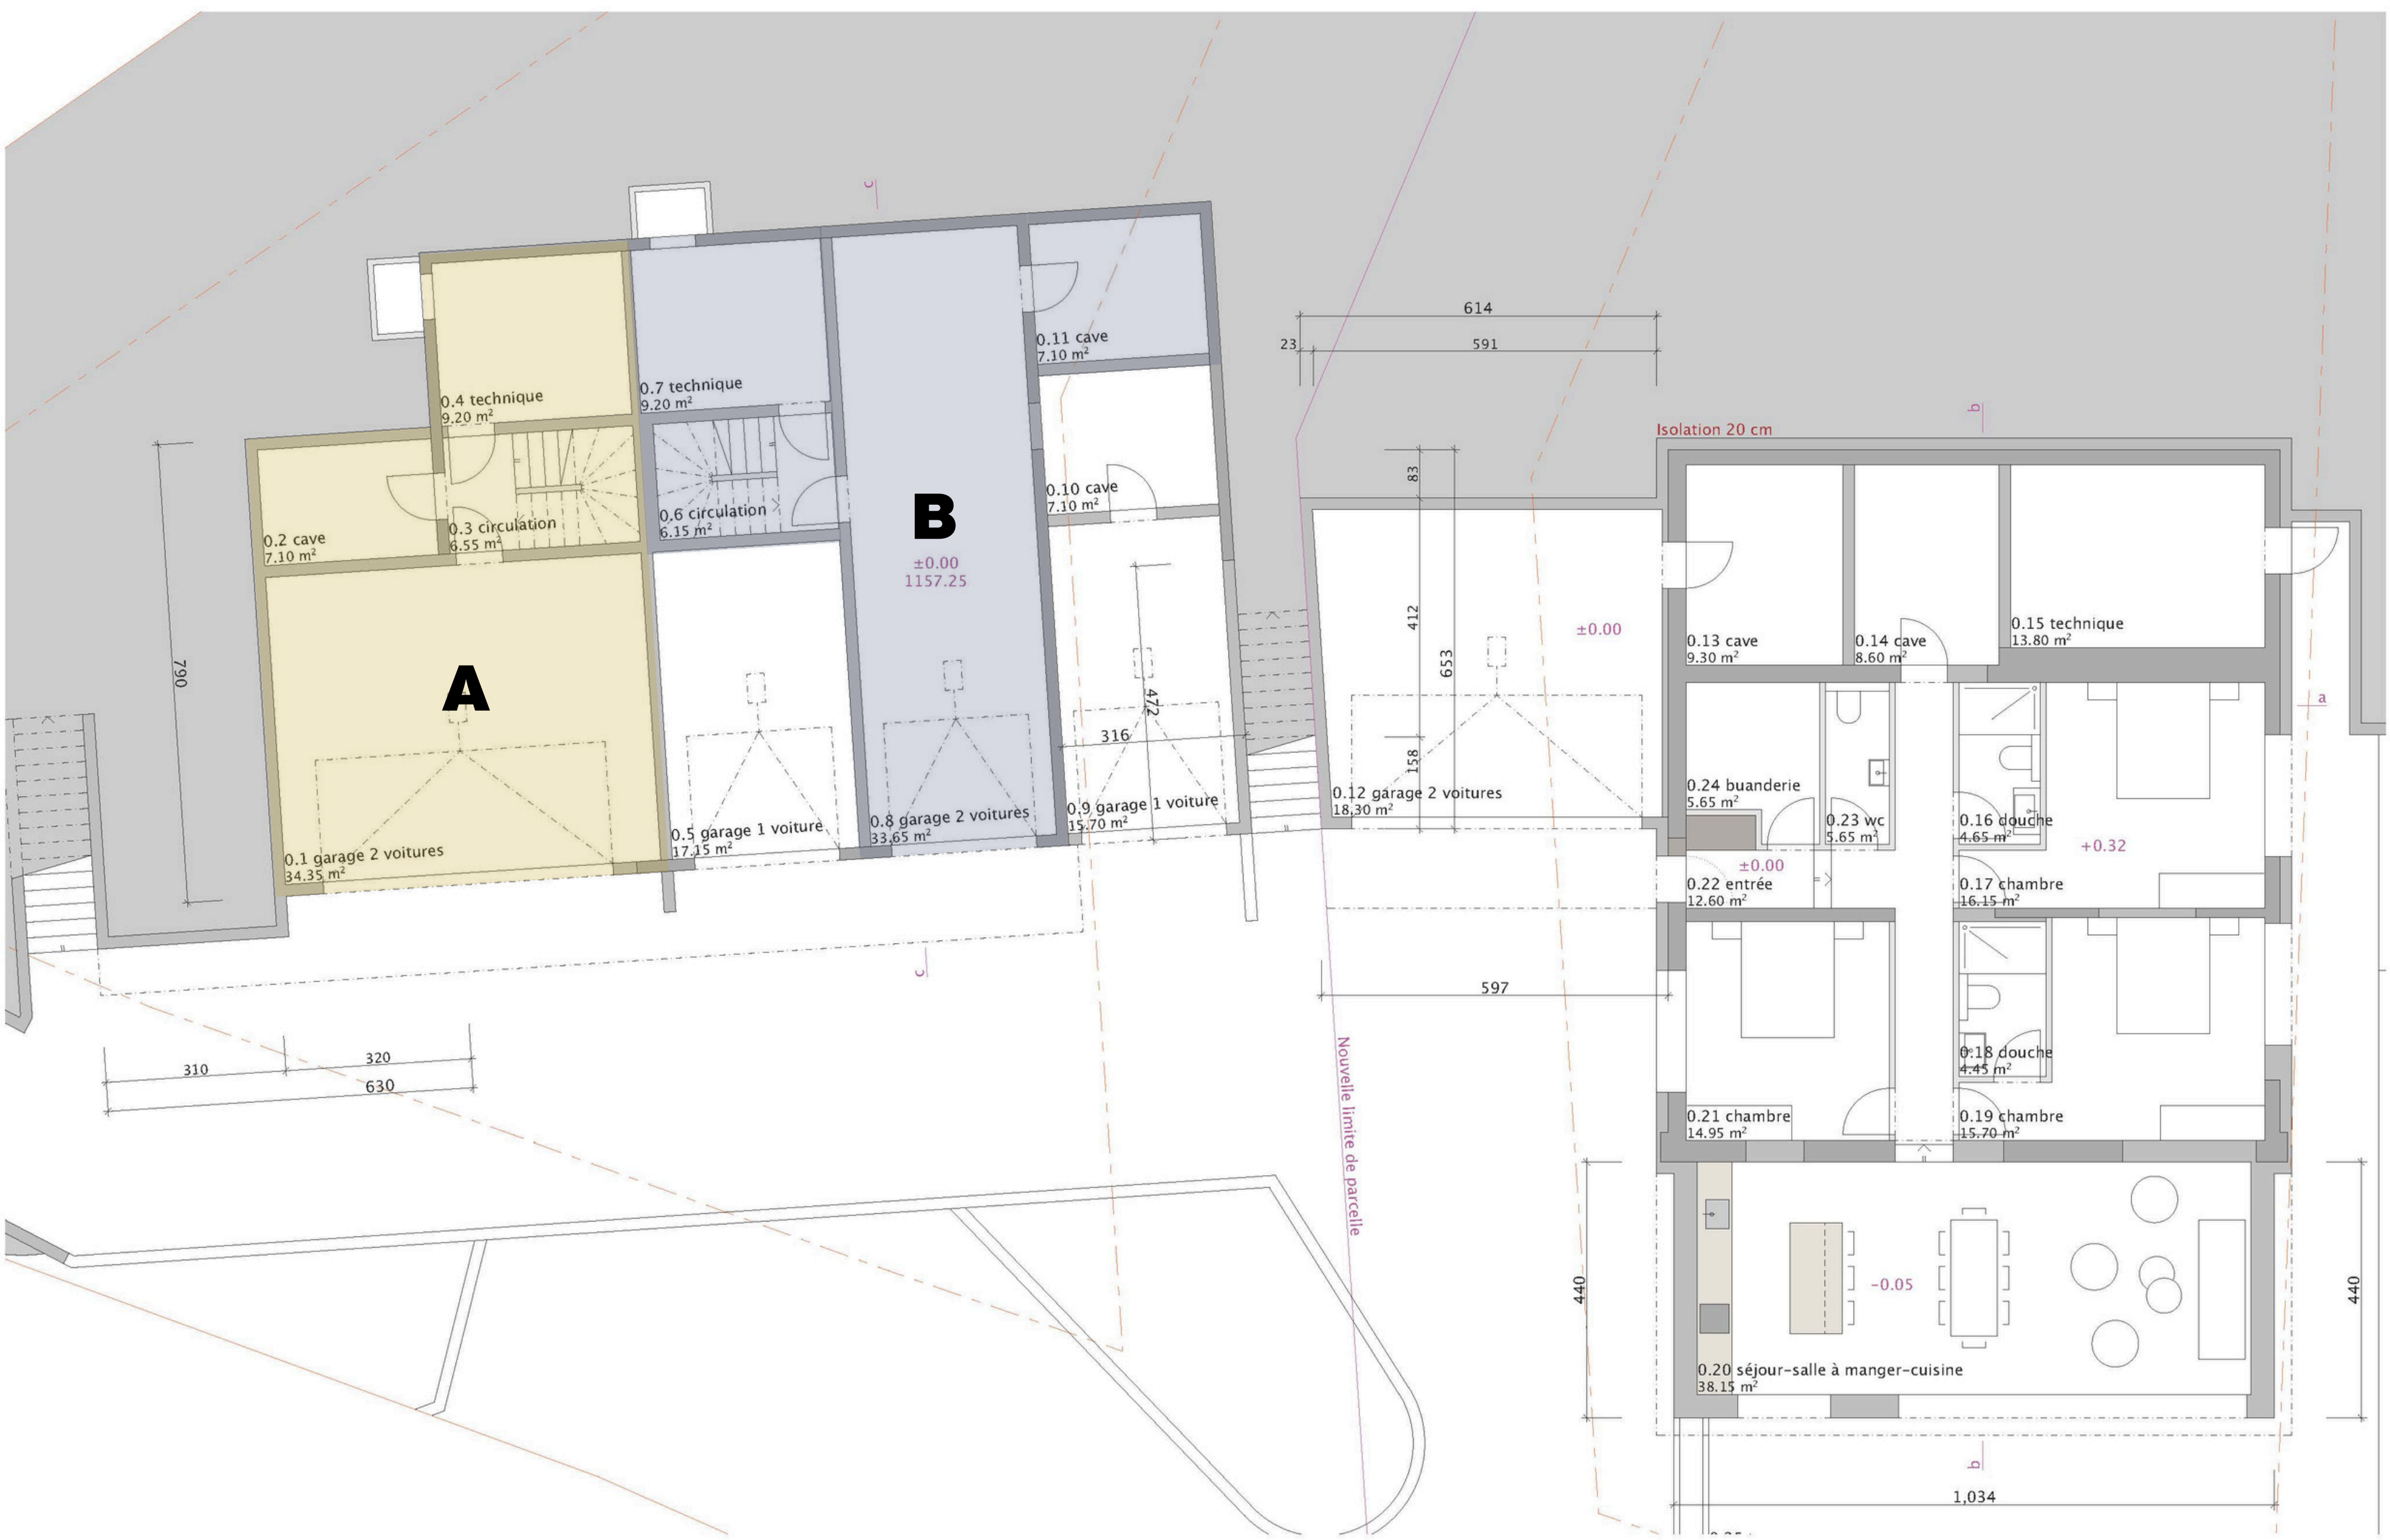 c
0.4 technique
9.20 m²
0.7 technique
9.20 m²
0.11 cave
7.10 m²
0.10 cave
7.10 m²
0.2 cave
7.10 m²
0.3 circulation
6.55 m²
0.6 circulation
6.15 m²
B
±0.00
1157.25
A
790
472
316
0.1 garage 2 voitures
34.35 m²
0.5 garage 1 voiture
17.15 m²
0.8 garage 2 voitures
33.65 m²
0.9 garage 1 voiture
15.70 m²
c
310
320
630
614
23
591
83
412
653
158
±0.00
0.12 garage 2 voitures
18.30 m²
597
Nouvelle limite de parcelle
b
Isolation 20 cm
0.13 cave
9.30 m²
0.14 cave
8.60 m²
0.15 technique
13.80 m²
a
0.24 buanderie
5.65 m²
0.23 wc
5.65 m²
0.16 douche
4.65 m²
+0.32
±0.00
0.22 entrée
12.60 m²
0.17 chambre
16.15 m²
0.18 douche
4.45 m²
0.21 chambre
14.95 m²
0.19 chambre
15.70 m²
440
-0.05
440
0.20 séjour-salle à manger-cuisine
38.15 m²
b
1,034